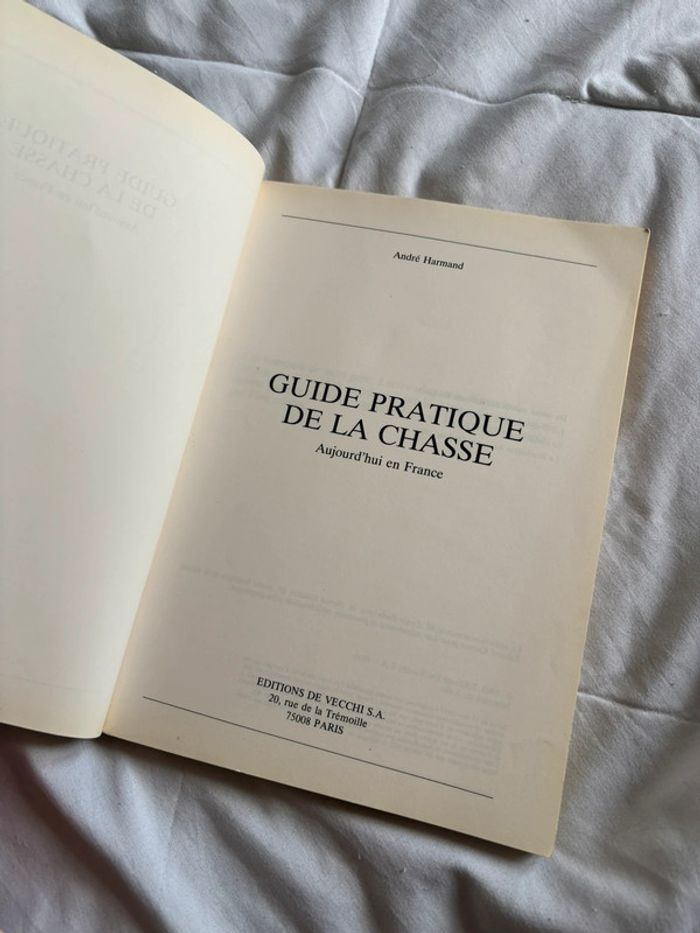 André Harmand
GUIDE PRATIQUE
DE LA CHASSE
Aujourd'hui en France
EDITIONS DE VECCHI S.A.
20, rue de la Trémoille
75008 PARIS